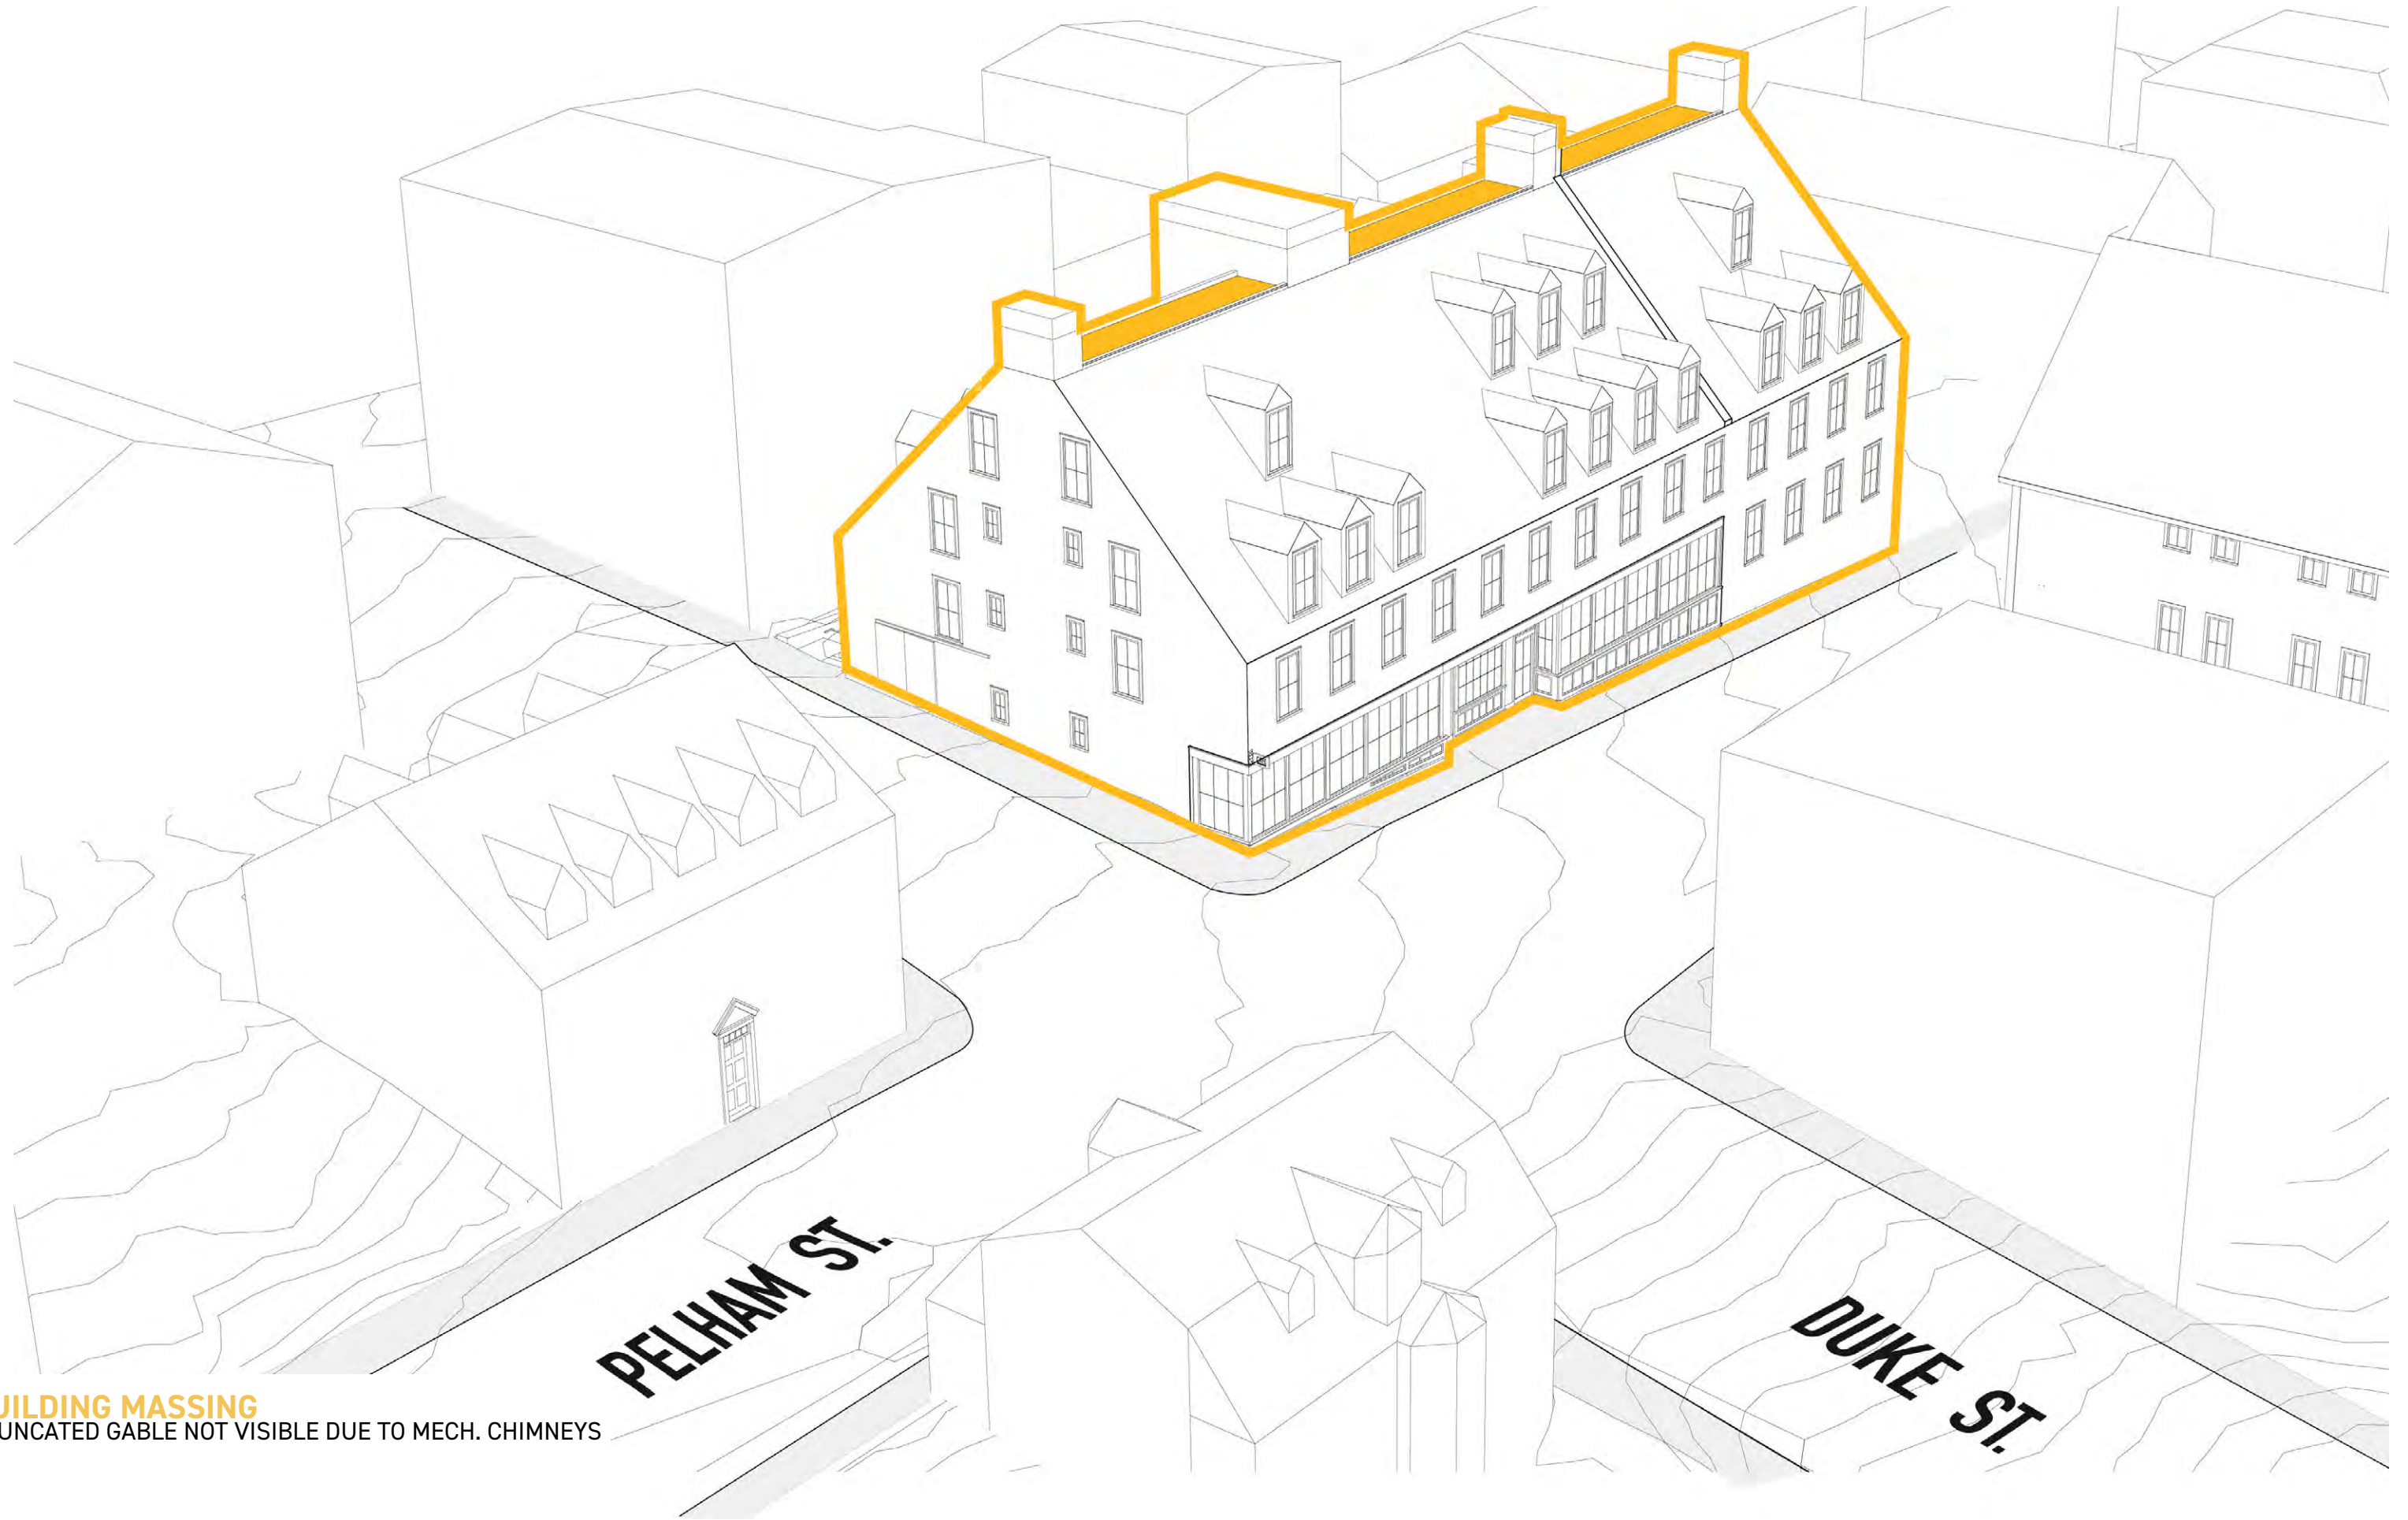 UILDING MASSING
UNCATED GABLE NOT VISIBLE DUE TO MECH. CHIMNEYS
PELHAM ST.
DUKE ST.